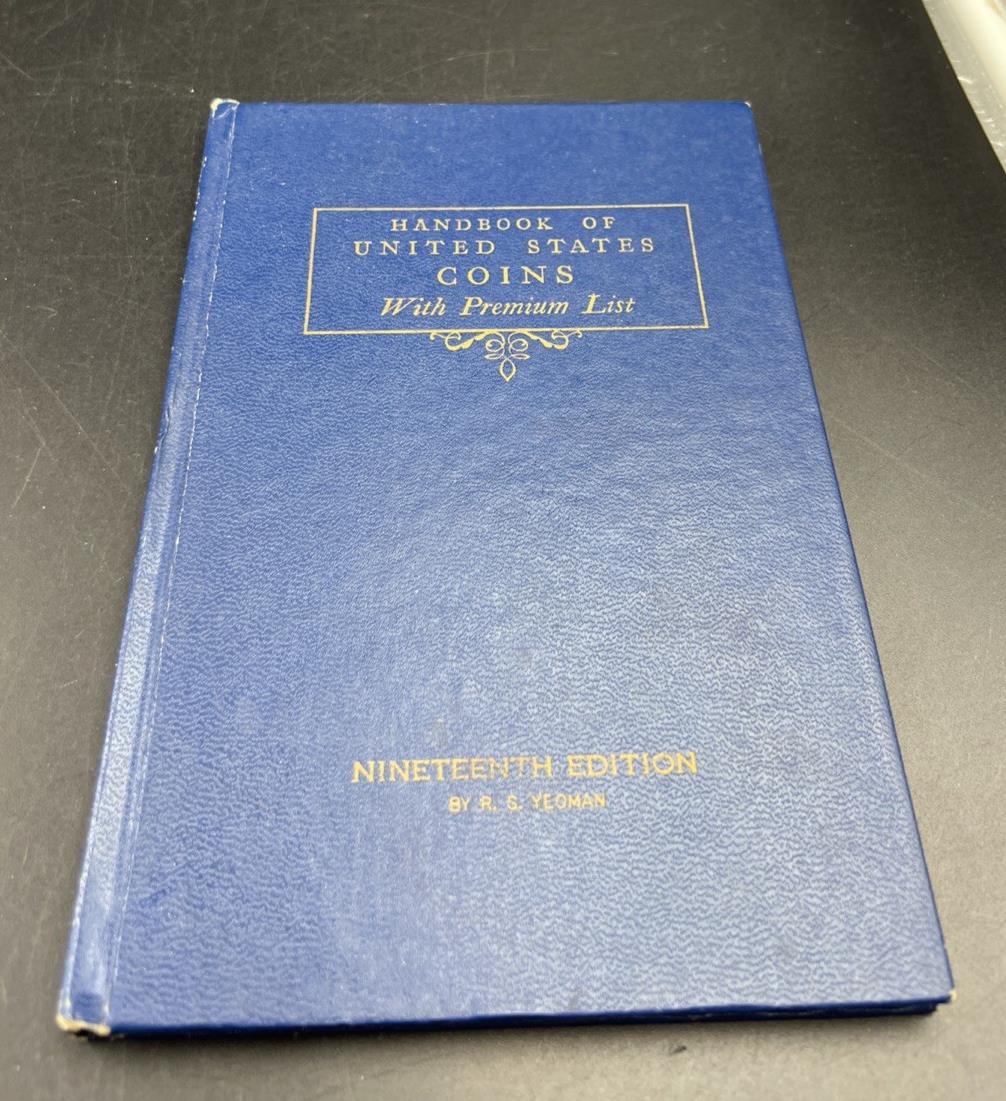 HANDBOOK OF
UNITED STATES
COINS
With Premium List
NINETEENTH EDITION
BY R. S. YEOMAN